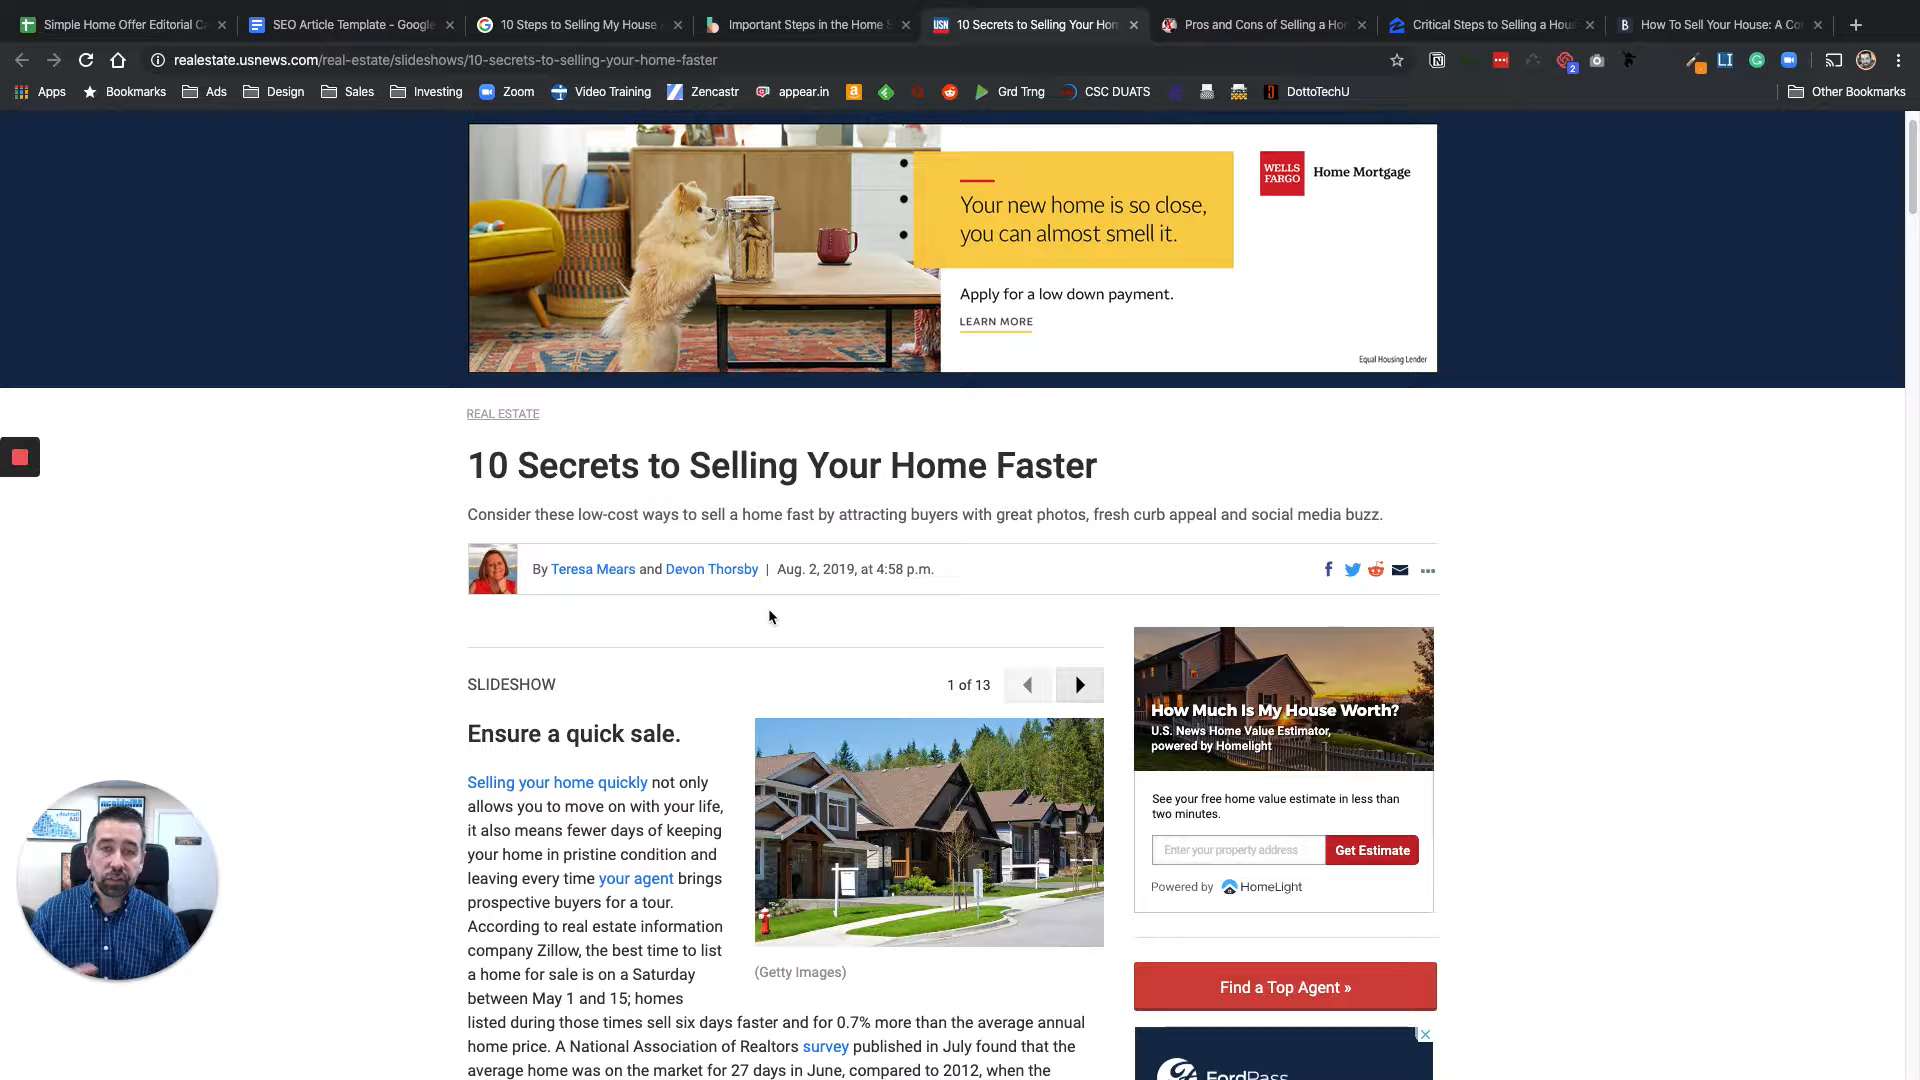 Simple Home Offer Editorial C
SEO Article Template - Google
10 Steps to Selling My House
Important Steps in the Home S
USN
10 Secrets to Selling Your Hom
Pros and Cons of Selling a Ho
Critical Steps to Selling a Hou
B
How To Sell Your House: A Co
realestate.usnews.com/real-estate/slideshows/10-secrets-to-selling-your-home-faster
2
LI
Apps
Bookmarks
Ads
Design
Sales
Investing
Zoom
Video Training
Zencastr
appear.in
Grd Trng
CSC DUATS
DottoTechU
Other Bookmarks
WELLS
FARGO
Home Mortgage
Your new home is so close,
you can almost smell it.
Apply for a low down payment.
LEARN MORE
Equal Housing Lender
REAL ESTATE
10 Secrets to Selling Your Home Faster
Consider these low-cost ways to sell a home fast by attracting buyers with great photos, fresh curb appeal and social media buzz.
By Teresa Mears and Devon Thorsby | Aug. 2, 2019, at 4:58 p.m.
SLIDESHOW
1 of 13
Ensure a quick sale.
Selling your home quickly not only
allows you to move on with your life,
it also means fewer days of keeping
your home in pristine condition and
leaving every time your agent brings
prospective buyers for a tour.
According to real estate information
company Zillow, the best time to list
a home for sale is on a Saturday
between May 1 and 15; homes
listed during those times sell six days faster and for 0.7% more than the average annual
home price. A National Association of Realtors survey published in July found that the
average home was on the market for 27 days in June, compared to 2012, when the
(Getty Images)
How Much Is My House Worth?
U.S. News Home Value Estimator,
powered by Homelight
See your free home value estimate in less than
two minutes.
Enter your property address
Get Estimate
Powered by HomeLight
Find a Top Agent »
FordPass